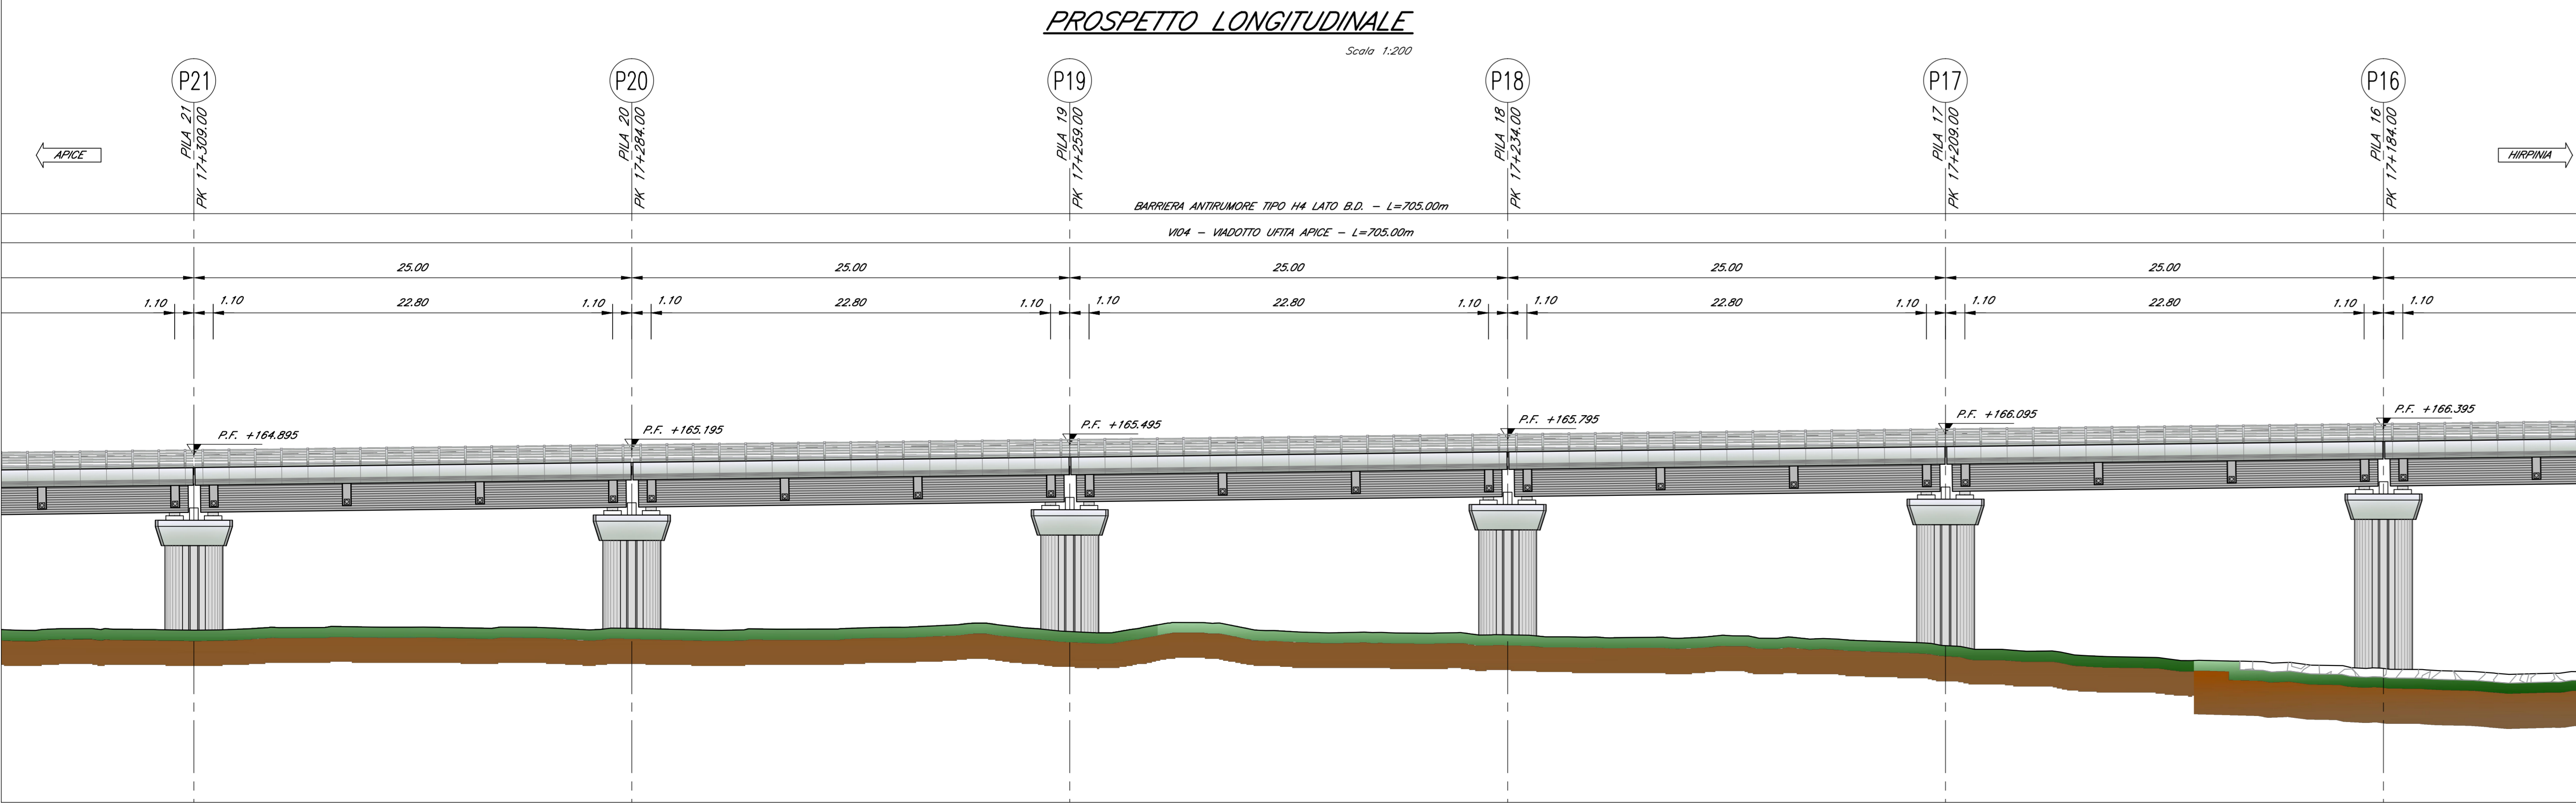 PROSPETTO LONGITUDINALE
Scala 1:200
P21 P20 P19 P18 P17 P16
PILA 21
PK 17+309.00
PILA 20
PK 17+284.00
PILA 19
PK 17+259.00
PILA 18
PK 17+234.00
PILA 17
PK 17+209.00
PILA 16
PK 17+184.00
APICE
HIRPINIA
BARRIERA ANTIRUMORE TIPO H4 LATO B.D. - L=705.00m
VI04 - VIADOTTO UFITA APICE - L=705.00m
25.00 25.00 25.00 25.00 25.00
1.10 1.10 22.80 1.10 1.10 22.80 1.10 1.10 22.80 1.10 1.10 22.80 1.10 1.10 22.80 1.10 1.10
P.F. +164.895
P.F. +165.195
P.F. +165.495
P.F. +165.795
P.F. +166.095
P.F. +166.395